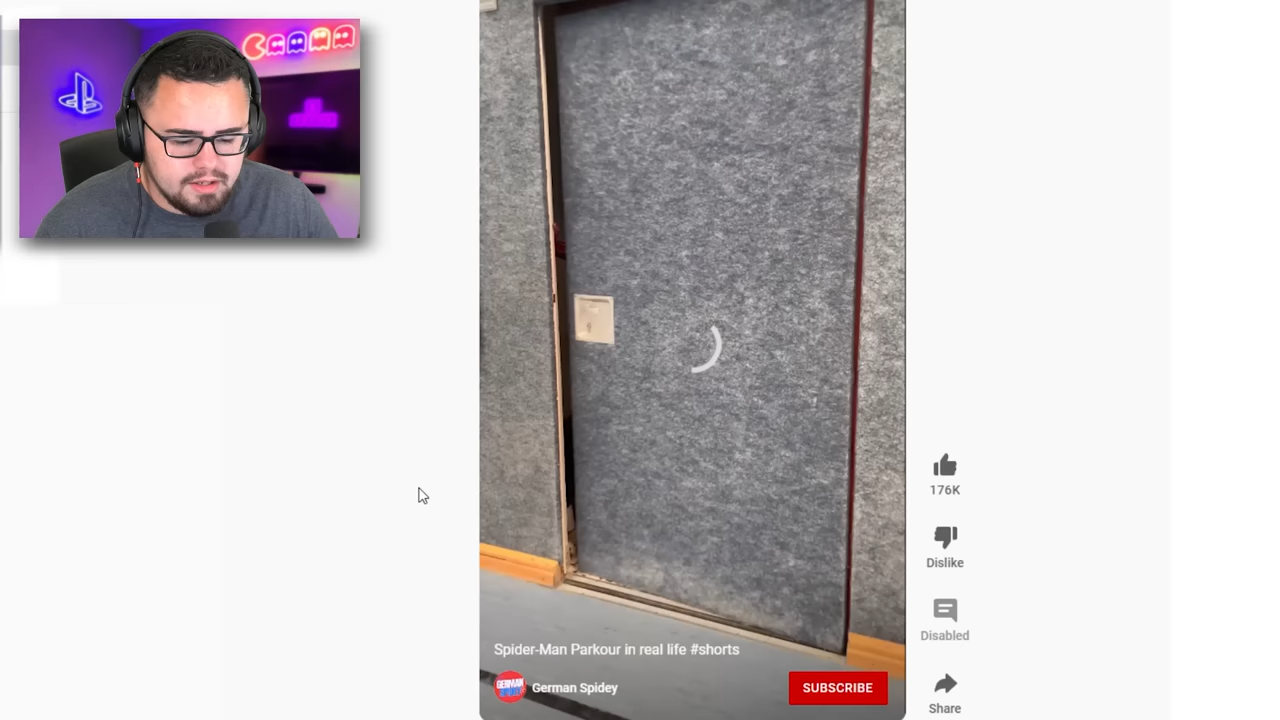 176K
Dislike
Disabled
Spider-Man Parkour in real life #shorts
German Spidey
SUBSCRIBE
Share